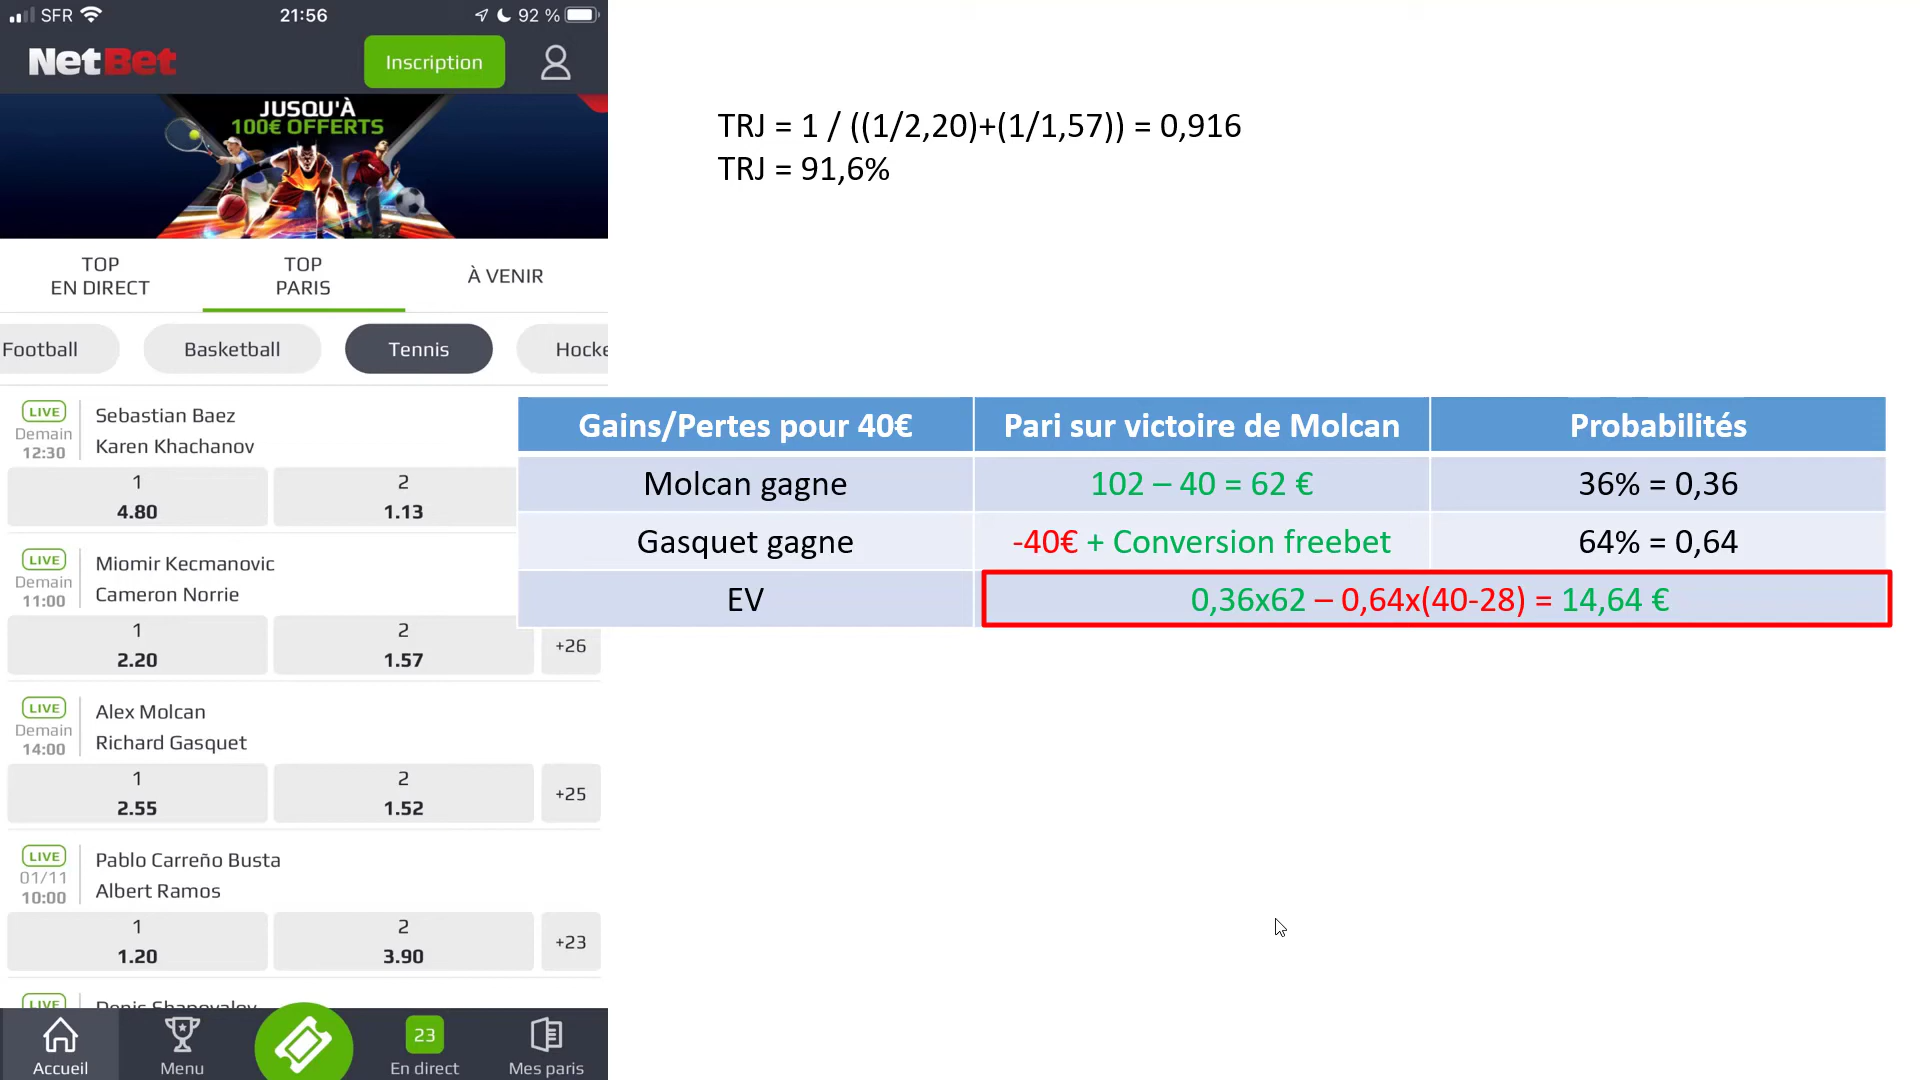 SFR
21:56
92 %
NetBet
Inscription
JUSQU'À
100€ OFFERTS
TOP
EN DIRECT
TOP
PARIS
À VENIR
Football
Basketball
Tennis
Hocke
LIVE
Demain
12:30
Sebastian Baez
Karen Khachanov
1
4.80
2
1.13
LIVE
Demain
11:00
Miomir Kecmanovic
Cameron Norrie
1
2.20
2
1.57
+26
LIVE
Demain
14:00
Alex Molcan
Richard Gasquet
1
2.55
2
1.52
+25
LIVE
01/11
10:00
Pablo Carreño Busta
Albert Ramos
1
1.20
2
3.90
+23
LIVE
Denis Shapovalov
Accueil
Menu
23
En direct
Mes paris
TRJ = 1 / ((1/2,20)+(1/1,57)) = 0,916
TRJ = 91,6%
Gains/Pertes pour 40€
Pari sur victoire de Molcan
Probabilités
Molcan gagne
102 – 40 = 62 €
36% = 0,36
Gasquet gagne
-40€ + Conversion freebet
64% = 0,64
EV
0,36x62 – 0,64x(40-28) = 14,64 €